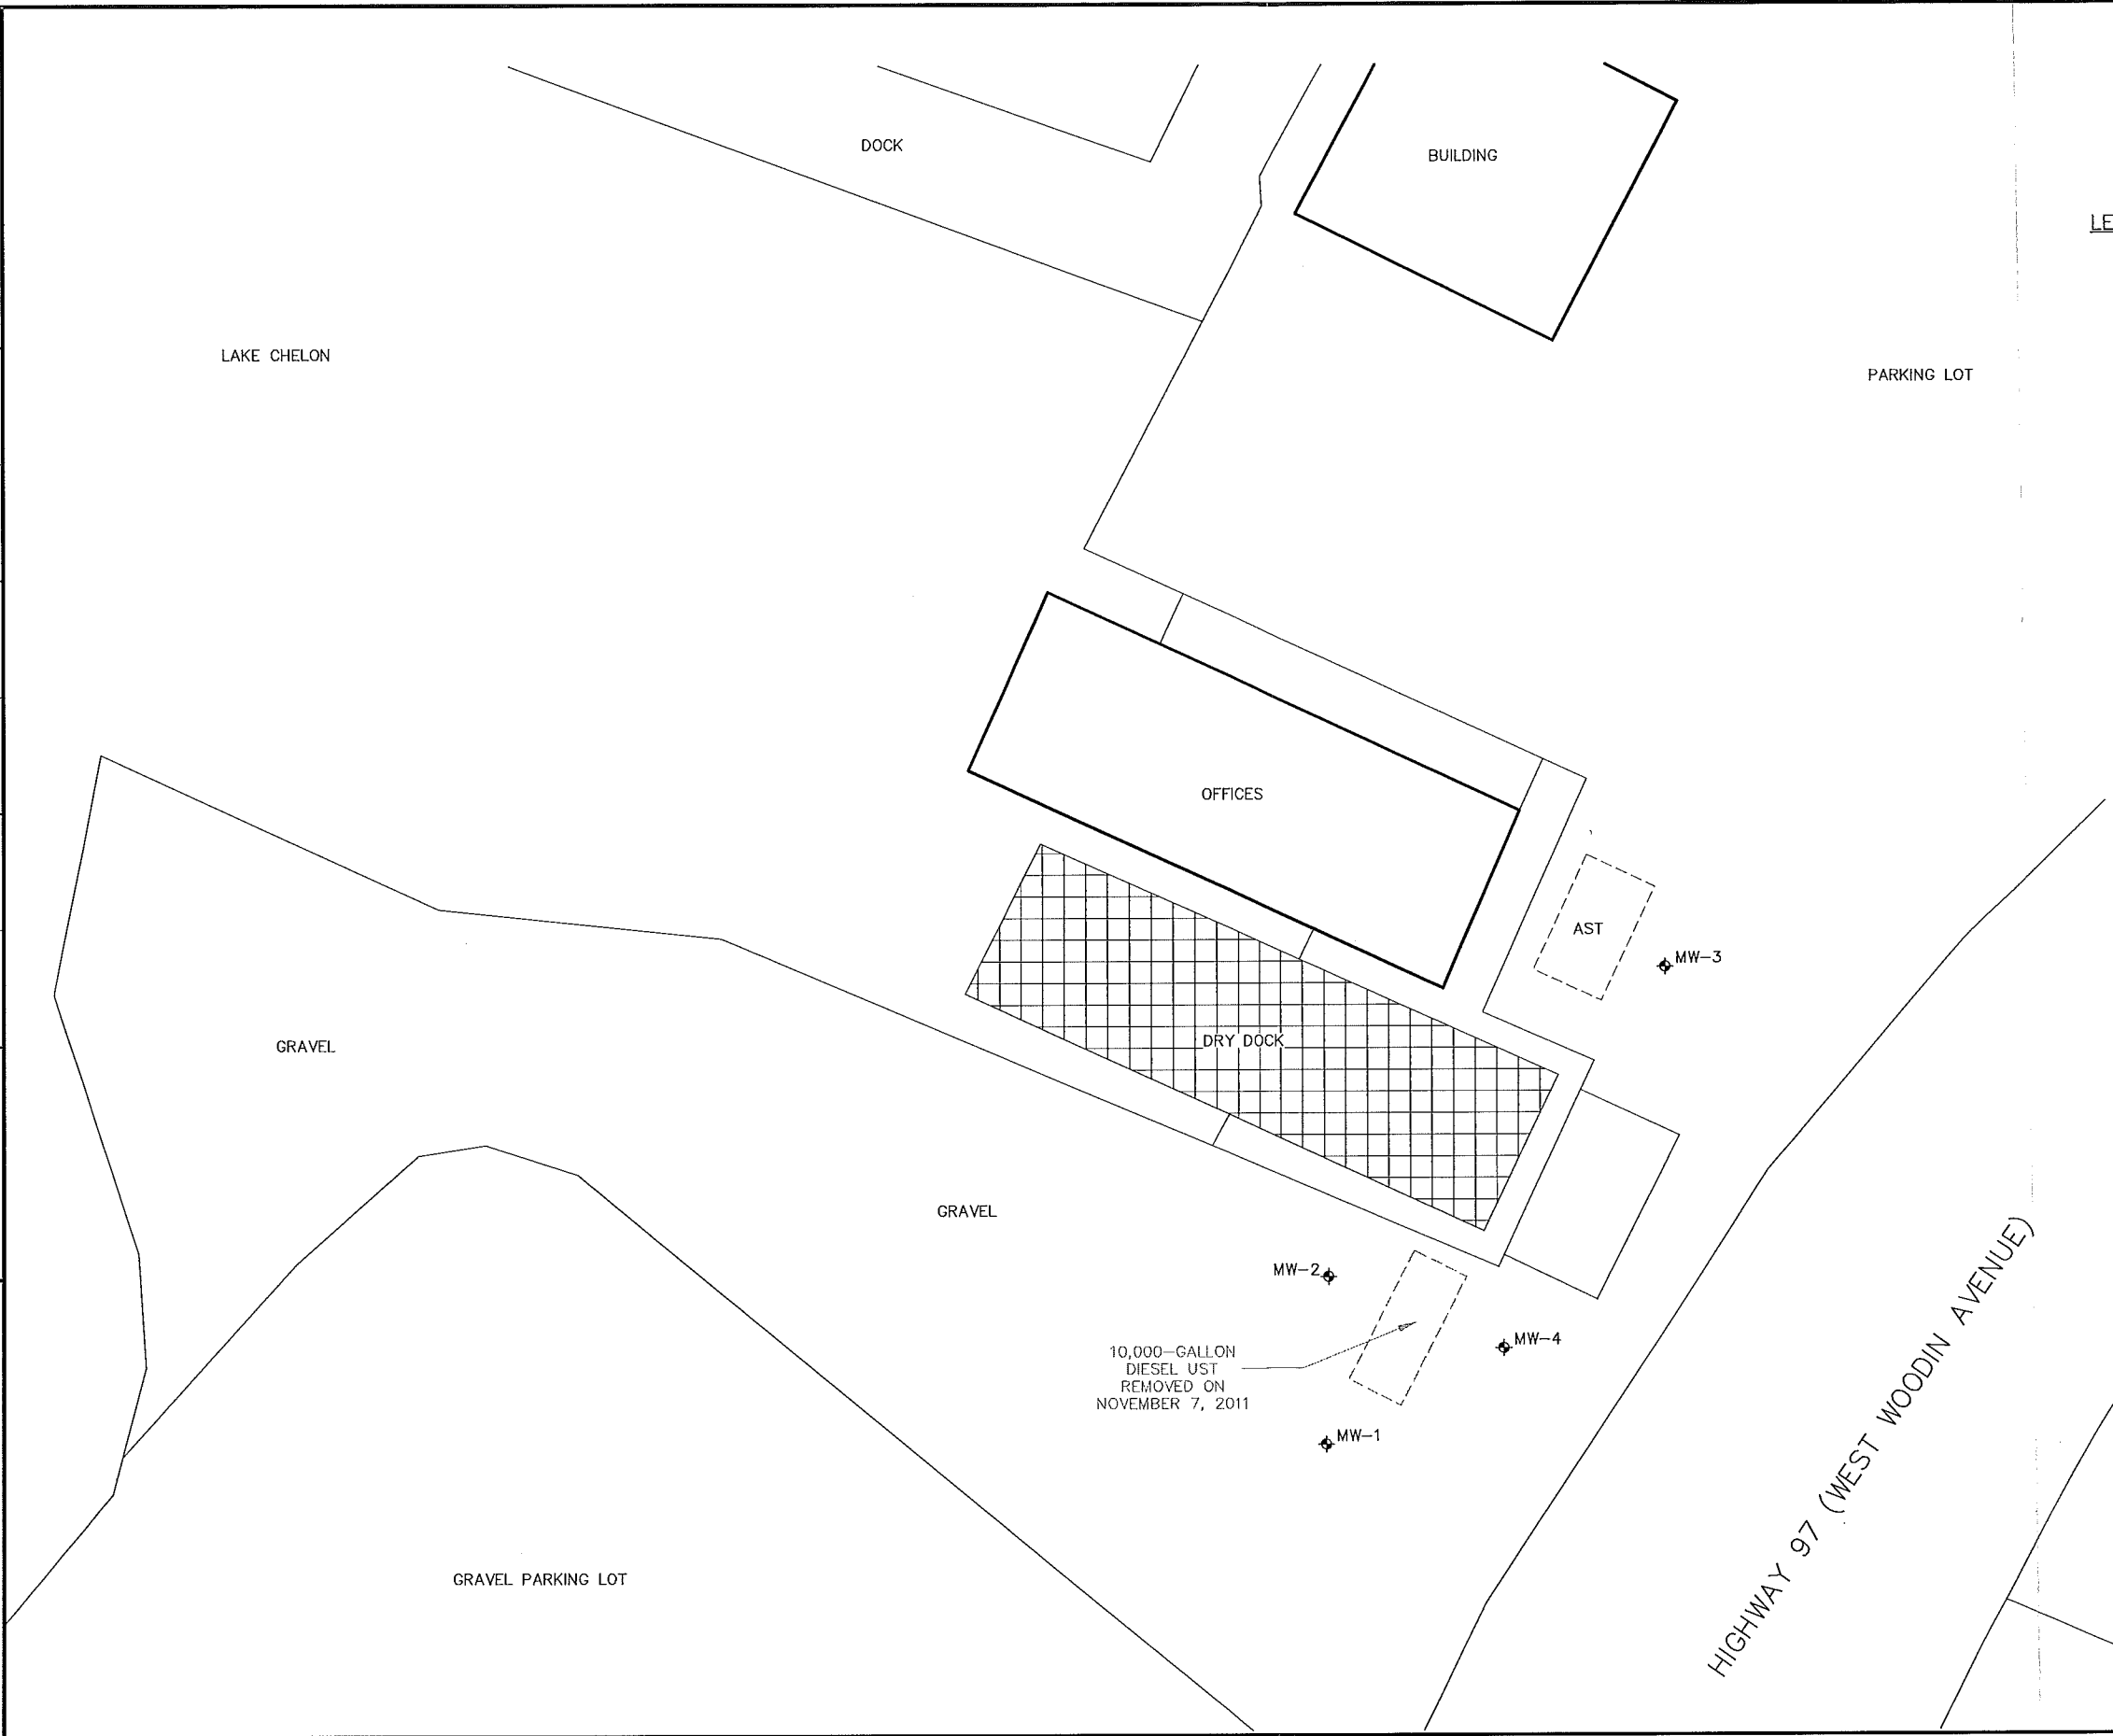 DOCK
BUILDING
LE
LAKE CHELON
PARKING LOT
OFFICES
AST
MW-3
DRY DOCK
GRAVEL
GRAVEL
MW-2
MW-4
10,000-GALLON
DIESEL UST
REMOVED ON
NOVEMBER 7, 2011
MW-1
HIGHWAY 97 (WEST WOODIN AVENUE)
GRAVEL PARKING LOT